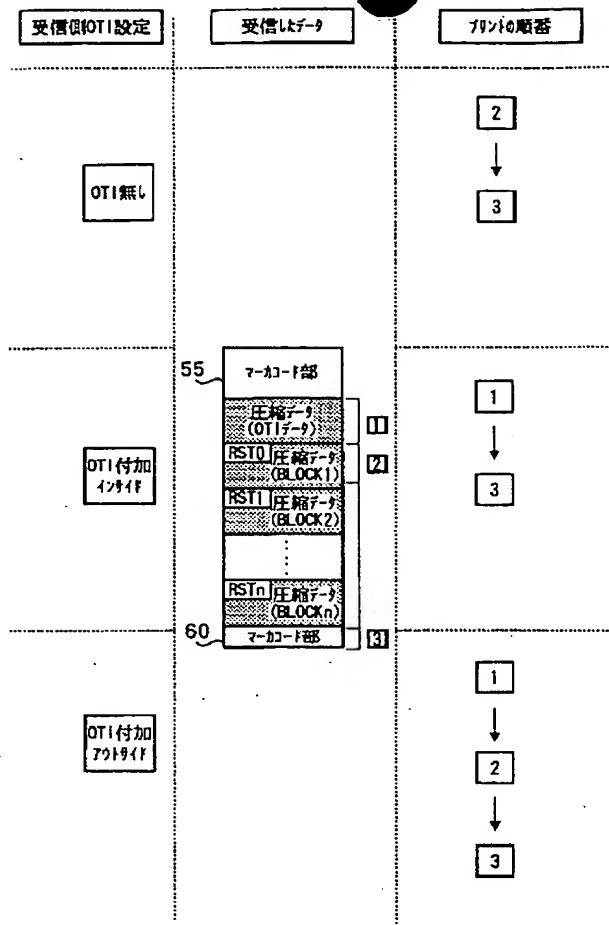 受信側OTI設定
受信したデータ
プリントの順番
OTI無し
2
3
55
マーカコード部
圧縮データ
(OTIデータ)
1
RST0 圧縮データ
(BLOCK1)
2
RST1 圧縮データ
(BLOCK2)
RSTn 圧縮データ
(BLOCKn)
60
マーカコード部
3
OTI付加
インサイド
1
3
OTI付加
アウトサイド
1
2
3